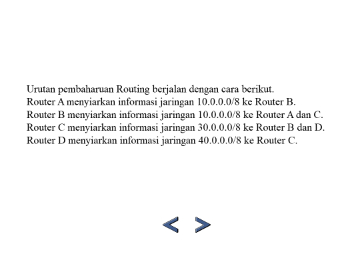 Urutan pembaharuan Routing berjalan dengan cara berikut.
Router A menyiarkan informasi jaringan 10.0.0.0/8 ke Router B.
Router B menyiarkan informasi jaringan 10.0.0.0/8 ke Router A dan C.
Router C menyiarkan informasi jaringan 30.0.0.0/8 ke Router B dan D.
Router D menyiarkan informasi jaringan 40.0.0.0/8 ke Router C.